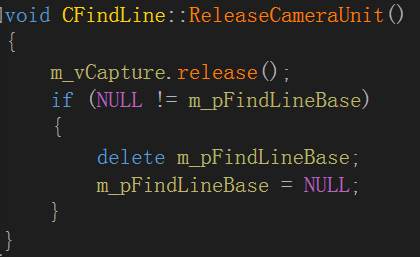 void CFindLine::ReleaseCameraUnit()
{
    m_vCapture.release();
    if (NULL != m_pFindLineBase)
    {
        delete m_pFindLineBase;
        m_pFindLineBase = NULL;
    }
}